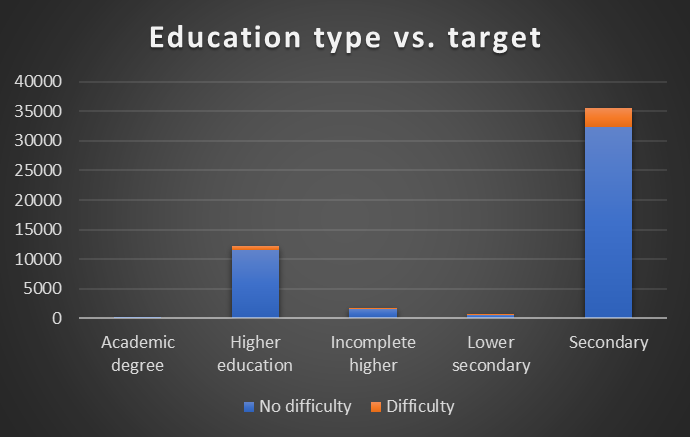 Education type vs. target
40000
35000
30000
25000
20000
15000
10000
5000
0
Academic
degree
Higher
education
Incomplete
higher
Lower
secondary
Secondary
No difficulty
Difficulty